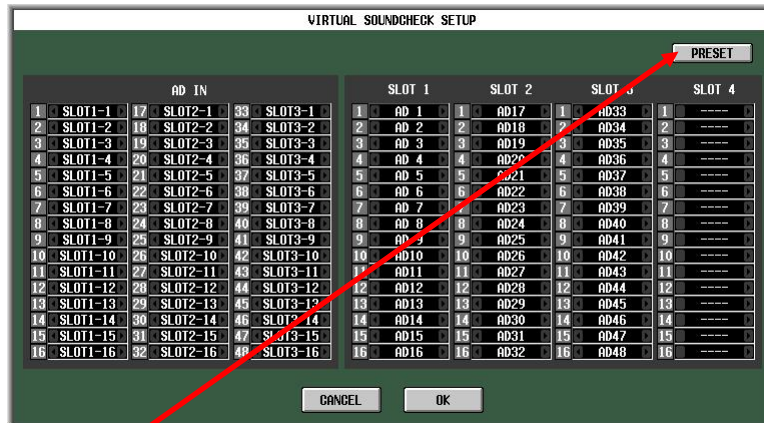 VIRTUAL SOUNDCHECK SETUP
PRESET
AD IN SLOT 1 SLOT 2 SLOT 3 SLOT 4
1 SLOT1-1 17 SLOT2-1 33 SLOT3-1 1 AD 1 1 AD17 1 AD33 1 ----
2 SLOT1-2 18 SLOT2-2 34 SLOT3-2 2 AD 2 2 AD18 2 AD34 2 ----
3 SLOT1-3 19 SLOT2-3 35 SLOT3-3 3 AD 3 3 AD19 3 AD35 3 ----
4 SLOT1-4 20 SLOT2-4 36 SLOT3-4 4 AD 4 4 AD20 4 AD36 4 ----
5 SLOT1-5 21 SLOT2-5 37 SLOT3-5 5 AD 5 5 AD21 5 AD37 5 ----
6 SLOT1-6 22 SLOT2-6 38 SLOT3-6 6 AD 6 6 AD22 6 AD38 6 ----
7 SLOT1-7 23 SLOT2-7 39 SLOT3-7 7 AD 7 7 AD23 7 AD39 7 ----
8 SLOT1-8 24 SLOT2-8 40 SLOT3-8 8 AD 8 8 AD24 8 AD40 8 ----
9 SLOT1-9 25 SLOT2-9 41 SLOT3-9 9 AD 9 9 AD25 9 AD41 9 ----
10 SLOT1-10 26 SLOT2-10 42 SLOT3-10 10 AD10 10 AD26 10 AD42 10 ----
11 SLOT1-11 27 SLOT2-11 43 SLOT3-11 11 AD11 11 AD27 11 AD43 11 ----
12 SLOT1-12 28 SLOT2-12 44 SLOT3-12 12 AD12 12 AD28 12 AD44 12 ----
13 SLOT1-13 29 SLOT2-13 45 SLOT3-13 13 AD13 13 AD29 13 AD45 13 ----
14 SLOT1-14 30 SLOT2-14 46 SLOT3-14 14 AD14 14 AD30 14 AD46 14 ----
15 SLOT1-15 31 SLOT2-15 47 SLOT3-15 15 AD15 15 AD31 15 AD47 15 ----
16 SLOT1-16 32 SLOT2-16 48 SLOT3-16 16 AD16 16 AD32 16 AD48 16 ----
CANCEL OK